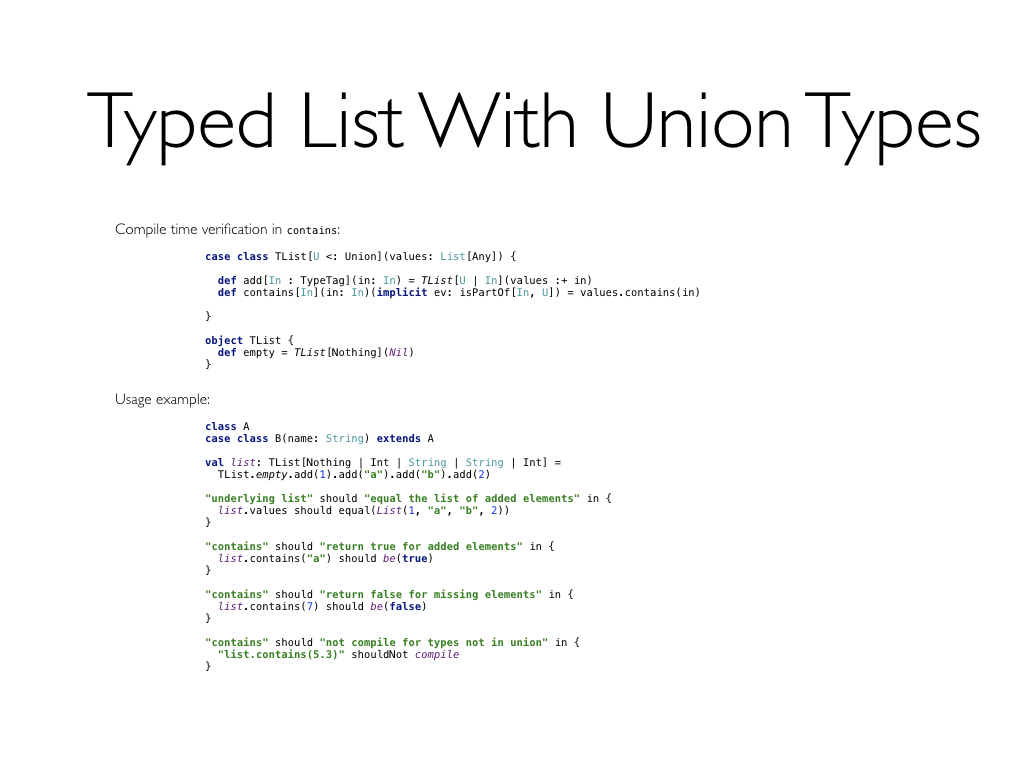 Typed List With Union Types
Compile time verification in contains:
case class TList[U <: Union](values: List[Any]) {
def add[In : TypeTag](in: In) = TList[U | In](values :+ in)
def contains[In](in: In)(implicit ev: isPartOf[In, U]) = values.contains(in)
}
object TList {
def empty = TList[Nothing](Nil)
}
Usage example:
class A
case class B(name: String) extends A
val list: TList[Nothing | Int | String | String | Int] =
TList.empty.add(1).add("a").add("b").add(2)
"underlying list" should "equal the list of added elements" in {
list.values should equal(List(1, "a", "b", 2))
}
"contains" should "return true for added elements" in {
list.contains("a") should be(true)
}
"contains" should "return false for missing elements" in {
list.contains(7) should be(false)
}
"contains" should "not compile for types not in union" in {
"list.contains(5.3)" shouldNot compile
}